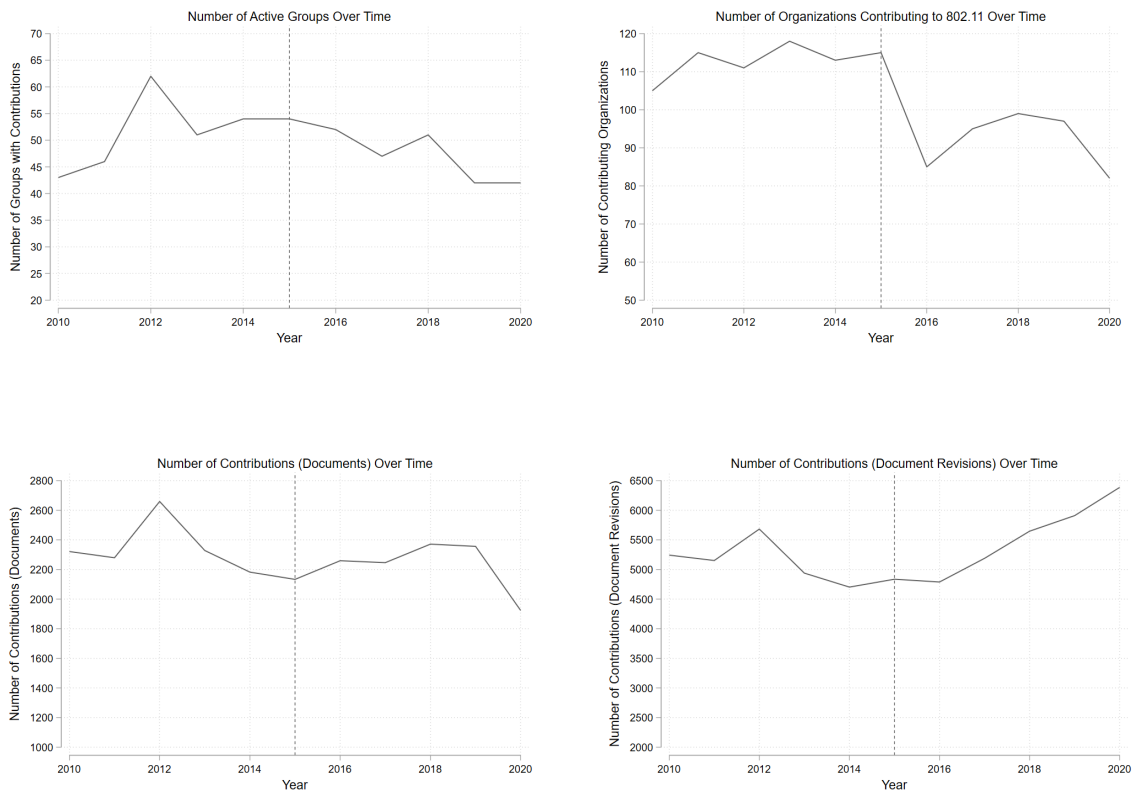 Number of Active Groups Over Time
Number of Groups with Contributions
70
65
60
55
50
45
40
35
30
25
20
2010 2012 2014 2016 2018 2020
Year
Number of Organizations Contributing to 802.11 Over Time
Number of Contributing Organizations
120
110
100
90
80
70
60
50
2010 2012 2014 2016 2018 2020
Year
Number of Contributions (Documents) Over Time
Number of Contributions (Documents)
2800
2600
2400
2200
2000
1800
1600
1400
1200
1000
2010 2012 2014 2016 2018 2020
Year
Number of Contributions (Document Revisions) Over Time
Number of Contributions (Document Revisions)
6500
6000
5500
5000
4500
4000
3500
3000
2500
2000
2010 2012 2014 2016 2018 2020
Year